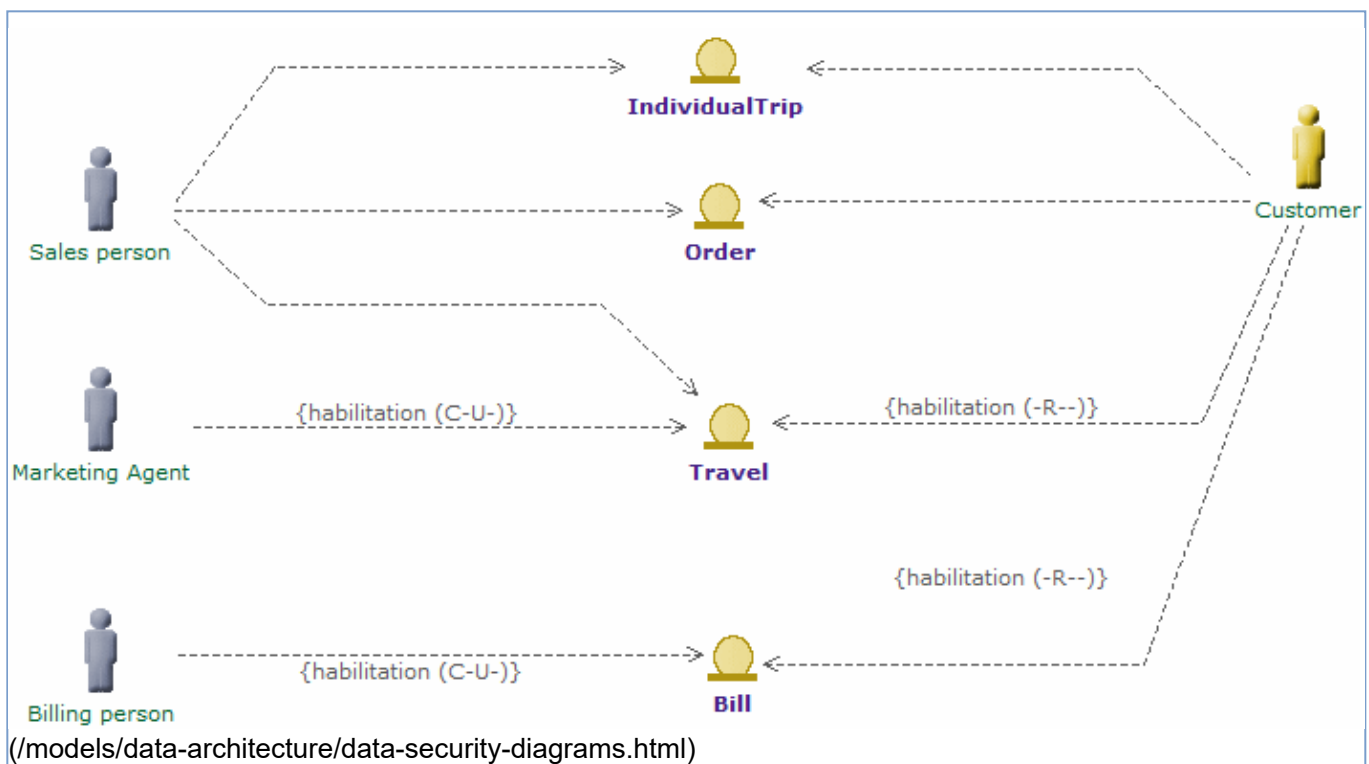 IndividualTrip
Sales person
Order
Customer
{habilitation (C-U-)}
{habilitation (-R--)}
Marketing Agent
Travel
{habilitation (-R--)}
{habilitation (C-U-)}
Billing person
Bill
(/models/data-architecture/data-security-diagrams.html)